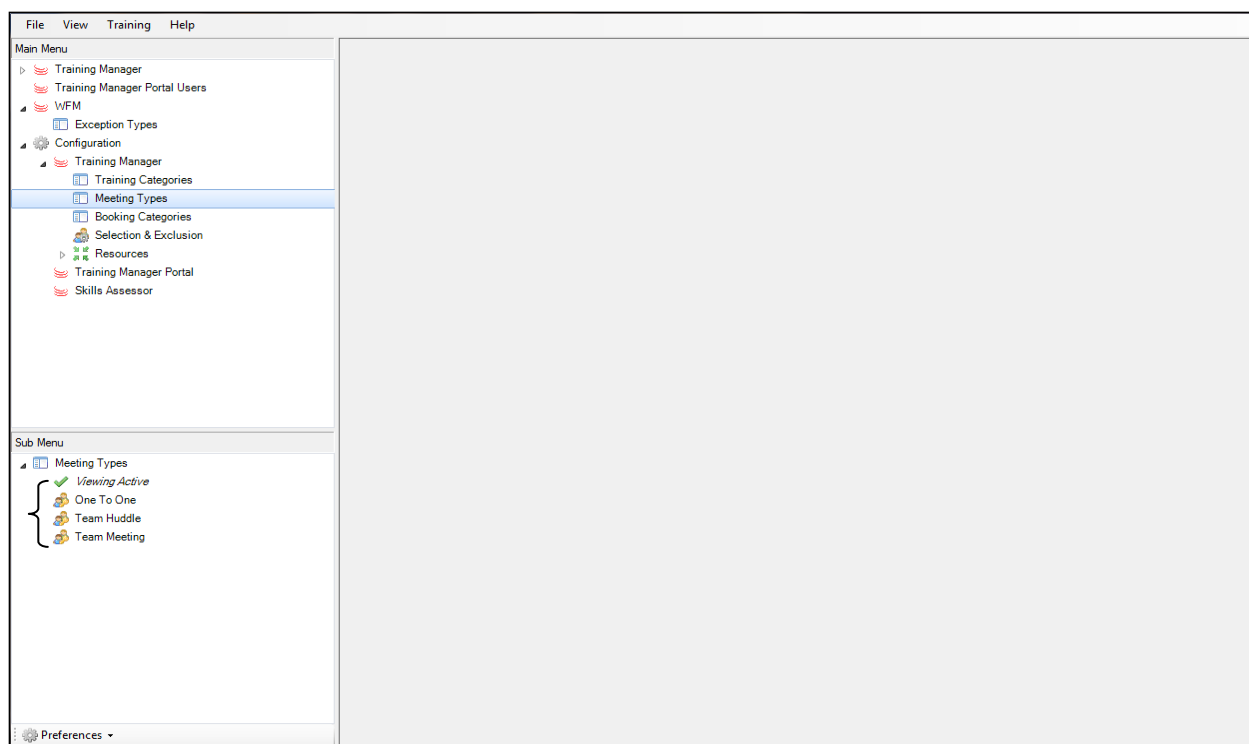 File View Training Help
Main Menu
Training Manager
Training Manager Portal Users
WFM
Exception Types
Configuration
Training Manager
Training Categories
Meeting Types
Booking Categories
Selection & Exclusion
Resources
Training Manager Portal
Skills Assessor
Sub Menu
Meeting Types
Viewing Active
One To One
Team Huddle
Team Meeting
Preferences